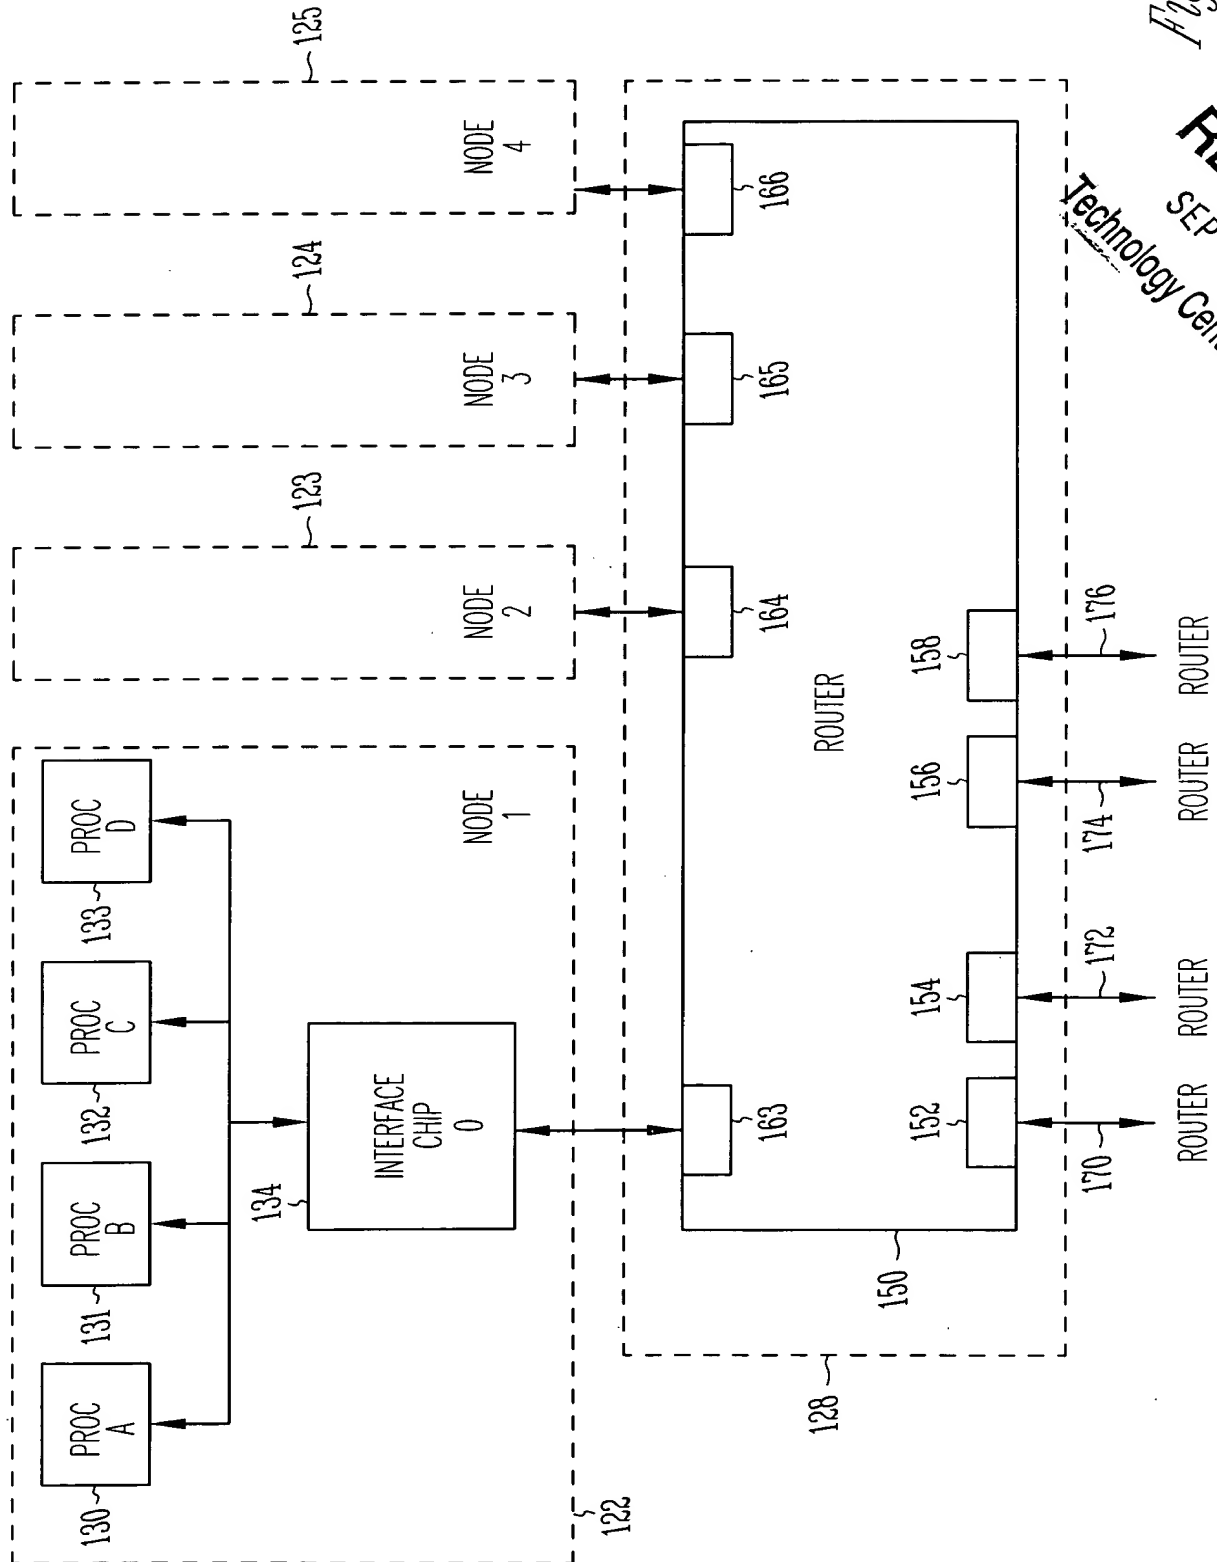 125
124
123
NODE
4
NODE
3
NODE
2
NODE
1
PROC
A
130
PROC
B
131
PROC
C
132
PROC
D
133
INTERFACE
CHIP
0
134
122
163
164
165
166
ROUTER
152
154
156
158
150
128
170
172
174
176
ROUTER
ROUTER
ROUTER
ROUTER
SEP
Technology